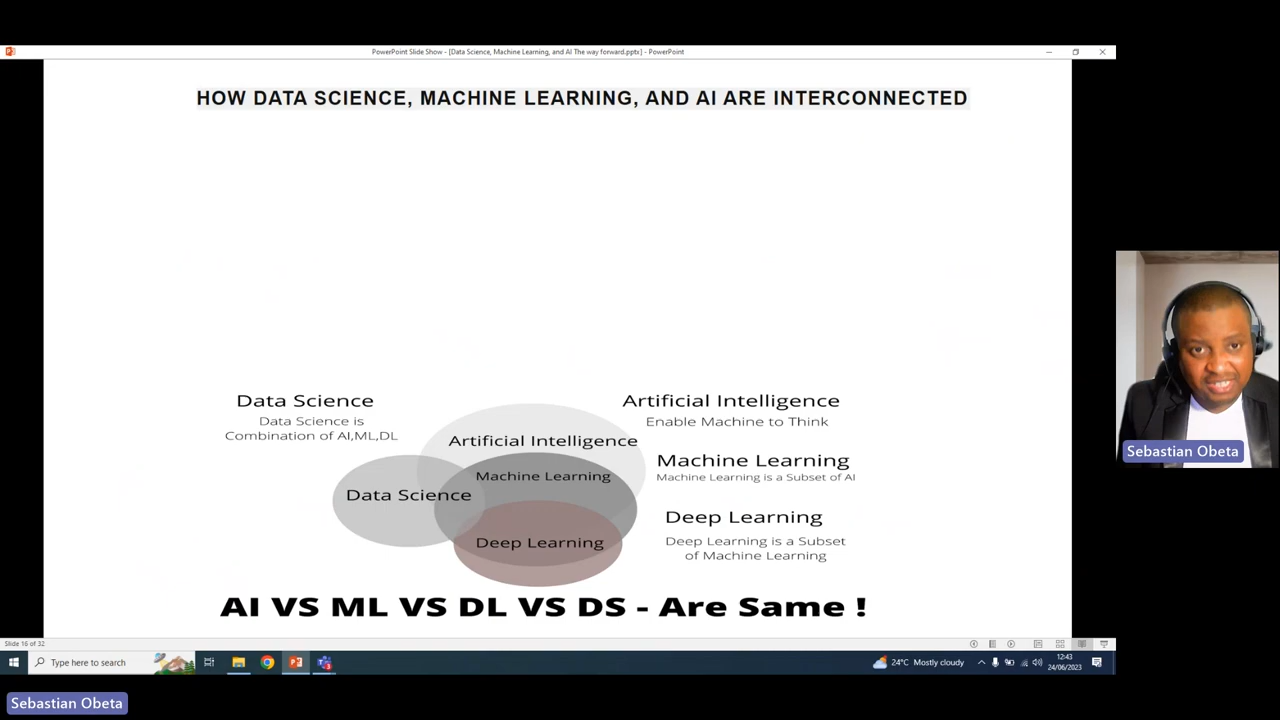 PowerPoint Slide Show - [Data Science, Machine Learning, and AI The way forward.pptx] - PowerPoint
HOW DATA SCIENCE, MACHINE LEARNING, AND AI ARE INTERCONNECTED
Data Science
Data Science is
Combination of AI,ML,DL
Artificial Intelligence
Enable Machine to Think
Artificial Intelligence
Machine Learning
Machine Learning is a Subset of AI
Machine Learning
Data Science
Deep Learning
Deep Learning is a Subset
of Machine Learning
Deep Learning
AI VS ML VS DL VS DS - Are Same !
Sebastian Obeta
Slide 16 of 32
Type here to search
24°C Mostly cloudy
12:43
24/06/2023
Sebastian Obeta